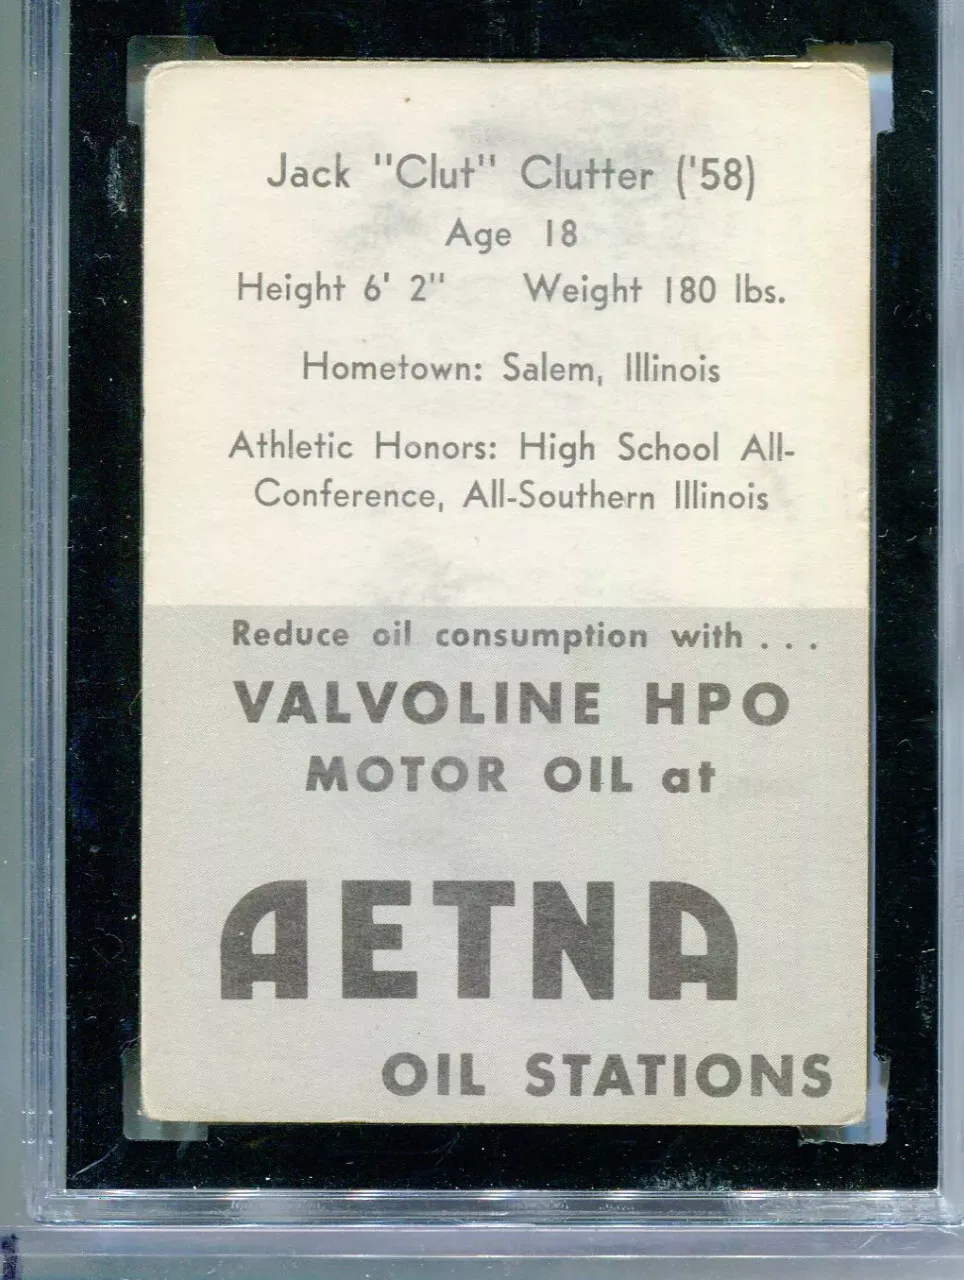 Jack "Clut" Clutter ('58)
Age 18
Height 6' 2" Weight 180 lbs.
Hometown: Salem, Illinois
Athletic Honors: High School All-
Conference, All-Southern Illinois
Reduce oil consumption with . . .
VALVOLINE HPO
MOTOR OIL at
AETNA
OIL STATIONS